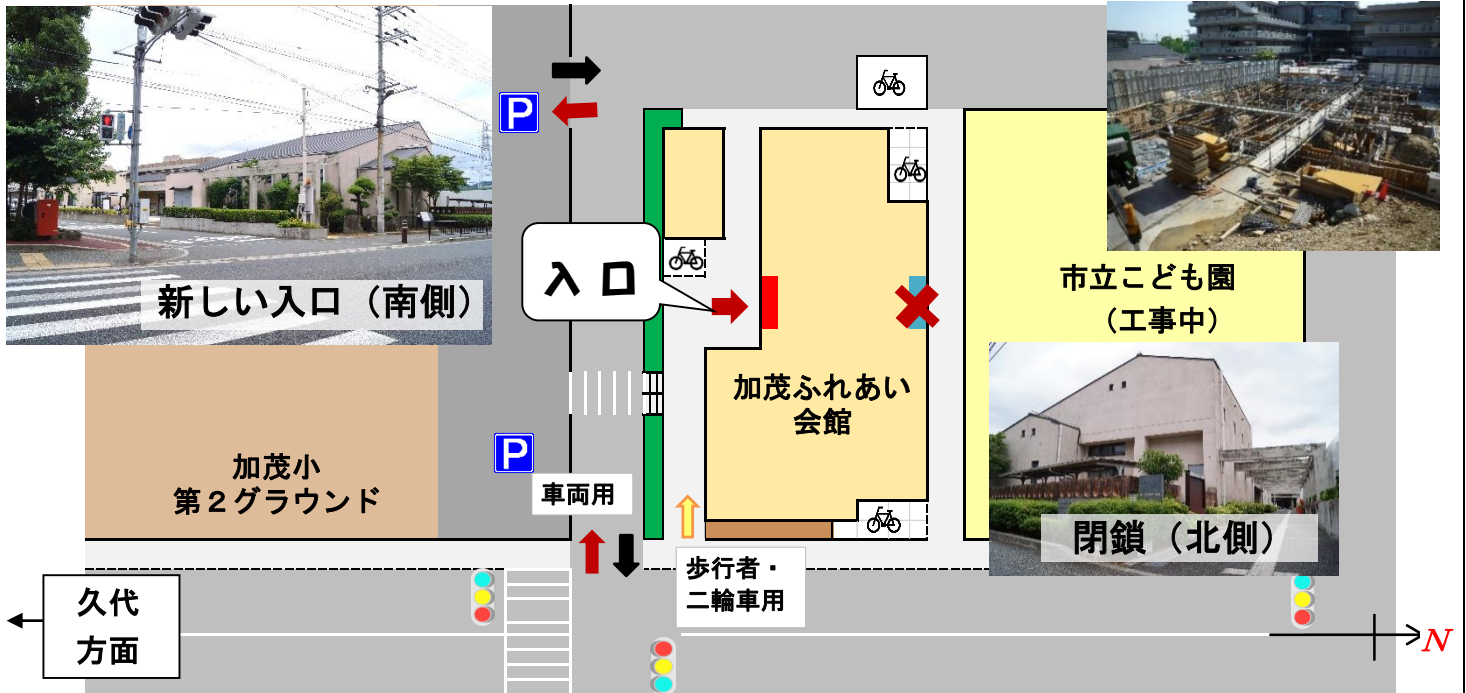 新しい入口（南側）
P
入口
市立こども園
（工事中）
加茂ふれあい
会館
閉鎖（北側）
加茂小
第２グラウンド
P
車両用
歩行者・
二輪車用
久代
方面
N